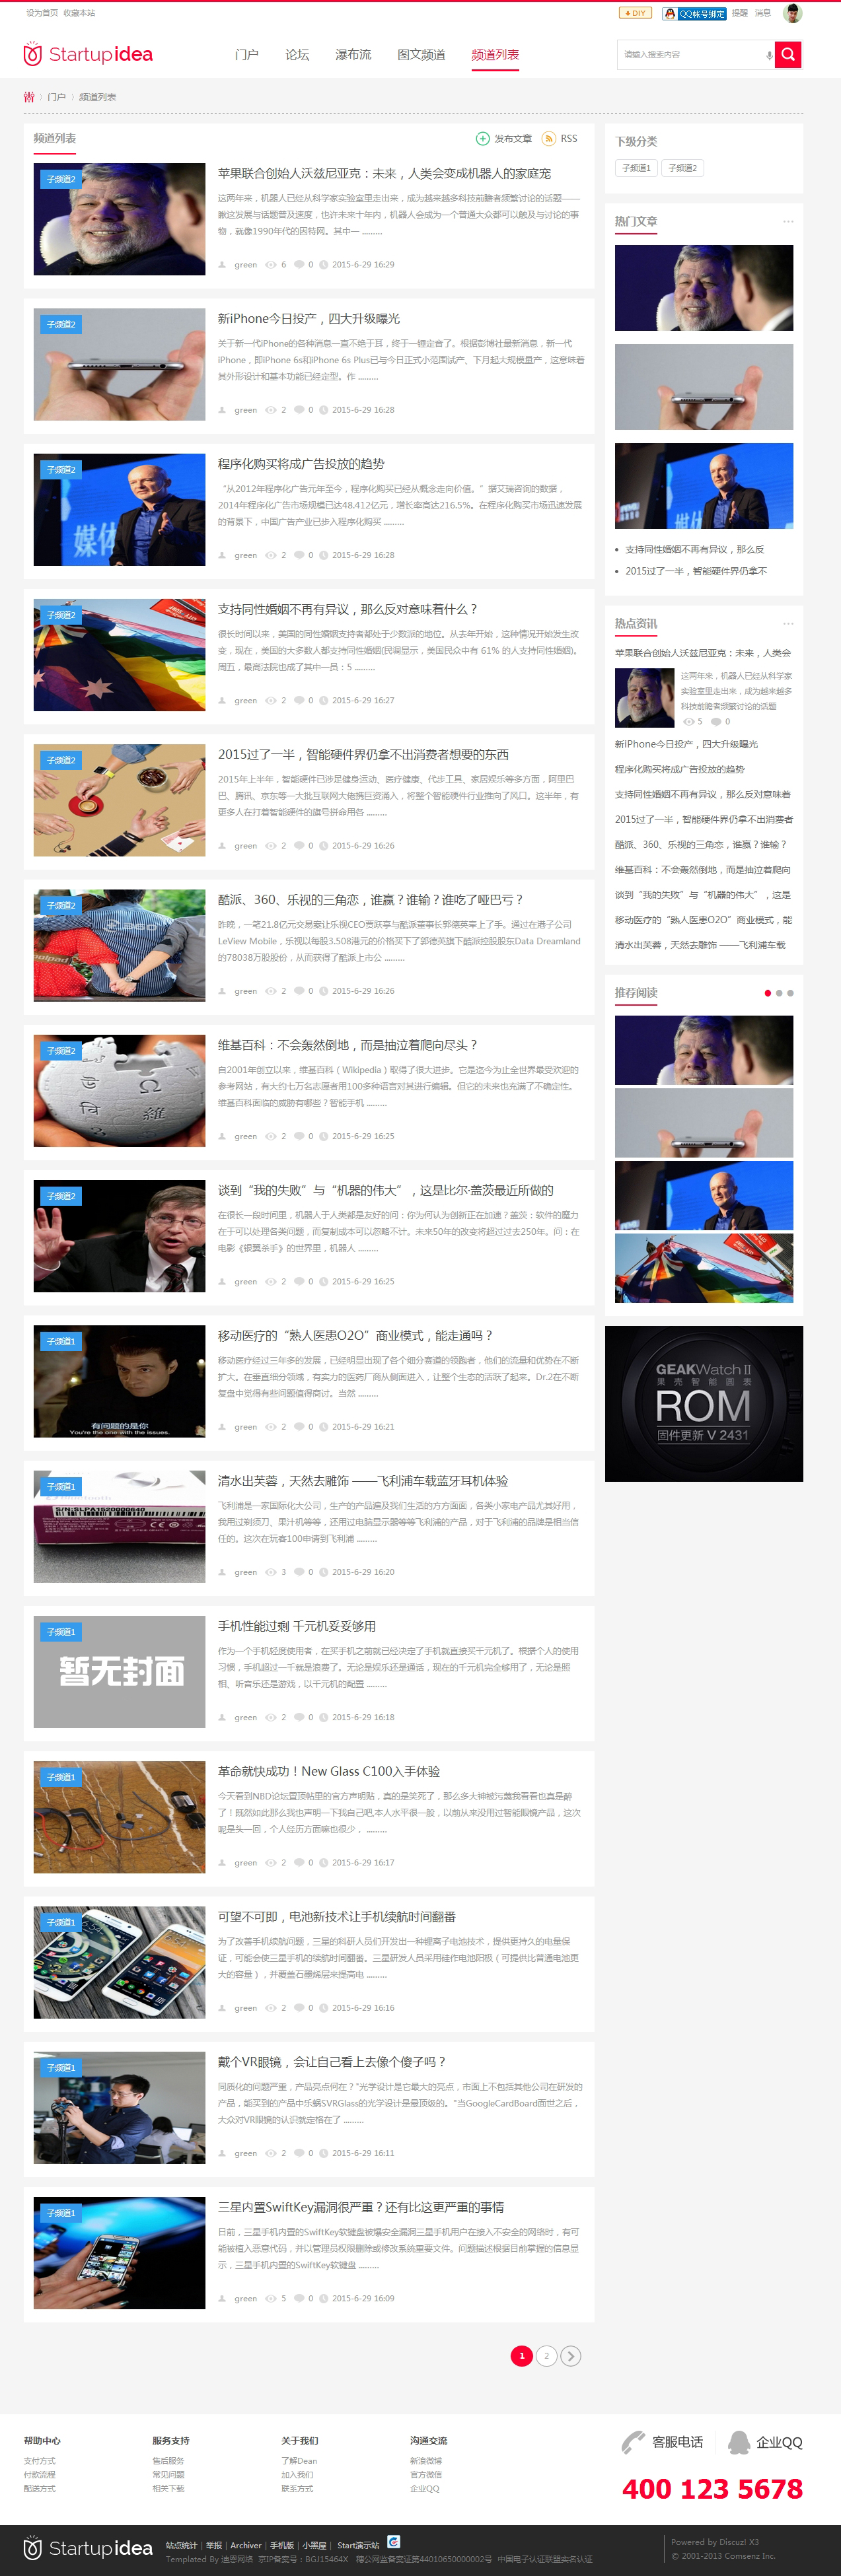 设为首页 收藏本站
DIY QQ帐号绑定 提醒 消息
Startup idea
门户 论坛 瀑布流 图文频道 频道列表
请输入搜索内容
门户 〉 频道列表
频道列表
发布文章 RSS
子频道2
苹果联合创始人沃兹尼亚克：未来，人类会变成机器人的家庭宠
这两年来，机器人已经从科学家实验室里走出来，成为越来越多科技前瞻者频繁讨论的话题——
瞅这发展与话题普及速度，也许未来十年内，机器人会成为一个普通大众都可以触及与讨论的事
物，就像1990年代的因特网。其中一 .........
green 6 0 2015-6-29 16:29
子频道2
新iPhone今日投产，四大升级曝光
关于新一代iPhone的各种消息一直不绝于耳，终于一锤定音了。根据彭博社最新消息，新一代
iPhone，即iPhone 6s和iPhone 6s Plus已与今日正式小范围试产、下月起大规模量产，这意味着
其外形设计和基本功能已经定型。作 .........
green 2 0 2015-6-29 16:28
子频道2
媒体
程序化购买将成广告投放的趋势
“从2012年程序化广告元年至今，程序化购买已经从概念走向价值。”据艾瑞咨询的数据，
2014年程序化广告市场规模已达48.412亿元，增长率高达216.5%。在程序化购买市场迅速发展
的背景下，中国广告产业已步入程序化购买 .........
green 2 0 2015-6-29 16:28
子频道2
支持同性婚姻不再有异议，那么反对意味着什么？
很长时间以来，美国的同性婚姻支持者都处于少数派的地位。从去年开始，这种情况开始发生改
变，现在，美国的大多数人都支持同性婚姻(民调显示，美国民众中有 61% 的人支持同性婚姻)。
周五，最高法院也成了其中一员：5 .........
green 2 0 2015-6-29 16:27
子频道2
2015过了一半，智能硬件界仍拿不出消费者想要的东西
2015年上半年，智能硬件已涉足健身运动、医疗健康、代步工具、家居娱乐等多方面，阿里巴
巴、腾讯、京东等一大批互联网大佬携巨资涌入，将整个智能硬件行业推向了风口。这半年，有
更多人在打着智能硬件的旗号拼命用各 .........
green 2 0 2015-6-29 16:26
子频道2
酷派、360、乐视的三角恋，谁赢？谁输？谁吃了哑巴亏？
昨晚，一笔21.8亿元交易案让乐视CEO贾跃亭与酷派董事长郭德英牵上了手。通过在港子公司
LeView Mobile，乐视以每股3.508港元的价格买下了郭德英旗下酷派控股股东Data Dreamland
的78038万股股份，从而获得了酷派上市公 .........
green 2 0 2015-6-29 16:26
子频道2
維
维基百科：不会轰然倒地，而是抽泣着爬向尽头？
自2001年创立以来，维基百科（Wikipedia）取得了很大进步。它是迄今为止全世界最受欢迎的
参考网站，有大约七万名志愿者用100多种语言对其进行编辑。但它的未来也充满了不确定性。
维基百科面临的威胁有哪些？智能手机 .........
green 2 0 2015-6-29 16:25
子频道2
谈到“我的失败”与“机器的伟大”，这是比尔·盖茨最近所做的
在很长一段时间里，机器人于人类都是友好的问：你为何认为创新正在加速？盖茨：软件的魔力
在于可以处理各类问题，而复制成本可以忽略不计。未来50年的改变将超过过去250年。问：在
电影《银翼杀手》的世界里，机器人 .........
green 2 0 2015-6-29 16:25
子频道1
有问题的是你
You're the one with the issues.
移动医疗的“熟人医患O2O”商业模式，能走通吗？
移动医疗经过三年多的发展，已经明显出现了各个细分赛道的领跑者，他们的流量和优势在不断
扩大。在垂直细分领域，有实力的医药厂商从侧面进入，让整个生态的活跃了起来。Dr.2在不断
复盘中觉得有些问题值得商讨。当然 .........
green 2 0 2015-6-29 16:21
子频道1
S/N:SLPA1520000640
清水出芙蓉，天然去雕饰 ——飞利浦车载蓝牙耳机体验
飞利浦是一家国际化大公司，生产的产品遍及我们生活的方方面面，各类小家电产品尤其好用，
我用过剃须刀、果汁机等等，还用过电脑显示器等等飞利浦的产品，对于飞利浦的品牌是相当信
任的。这次在玩客100申请到飞利浦 .........
green 3 0 2015-6-29 16:20
子频道1
暂无封面
手机性能过剩 千元机妥妥够用
作为一个手机轻度使用者，在买手机之前就已经决定了手机就直接买千元机了。根据个人的使用
习惯，手机超过一千就是浪费了。无论是娱乐还是通话，现在的千元机完全够用了，无论是照
相、听音乐还是游戏，以千元机的配置 .........
green 2 0 2015-6-29 16:18
子频道1
革命就快成功！New Glass C100入手体验
今天看到NBD论坛置顶帖里的官方声明贴，真的是笑死了，那么多大神被污蔑我看看也真是醉
了！既然如此那么我也声明一下我自己吧,本人水平很一般，以前从来没用过智能眼镜产品，这次
呢是头一回，个人经历方面嘛也很少， .........
green 2 0 2015-6-29 16:17
子频道1
可望不可即，电池新技术让手机续航时间翻番
为了改善手机续航问题，三星的科研人员们开发出一种锂离子电池技术，提供更持久的电量保
证，可能会使三星手机的续航时间翻番。三星研发人员采用硅作电池阳极（可提供比普通电池更
大的容量），并覆盖石墨烯层来提高电 .........
green 2 0 2015-6-29 16:16
子频道1
戴个VR眼镜，会让自己看上去像个傻子吗？
同质化的问题严重，产品亮点何在？"光学设计是它最大的亮点，市面上不包括其他公司在研发的
产品，能买到的产品中乐蜗SVRGlass的光学设计是最顶级的。"当GoogleCardBoard面世之后，
大众对VR眼镜的认识就定格在了 .........
green 2 0 2015-6-29 16:11
子频道1
三星内置SwiftKey漏洞很严重？还有比这更严重的事情
日前，三星手机内置的SwiftKey软键盘被爆安全漏洞三星手机用户在接入不安全的网络时，有可
能被植入恶意代码，并以管理员权限删除或修改系统重要文件。问题描述根据目前掌握的信息显
示，三星手机内置的SwiftKey软键盘 .........
green 5 0 2015-6-29 16:09
1 2
下级分类
子频道1 子频道2
热门文章
媒体
支持同性婚姻不再有异议，那么反
2015过了一半，智能硬件界仍拿不
热点资讯
苹果联合创始人沃兹尼亚克：未来，人类会
这两年来，机器人已经从科学家
实验室里走出来，成为越来越多
科技前瞻者频繁讨论的话题
5 0
新iPhone今日投产，四大升级曝光
程序化购买将成广告投放的趋势
支持同性婚姻不再有异议，那么反对意味着
2015过了一半，智能硬件界仍拿不出消费者
酷派、360、乐视的三角恋，谁赢？谁输？
维基百科：不会轰然倒地，而是抽泣着爬向
谈到“我的失败”与“机器的伟大”，这是
移动医疗的“熟人医患O2O”商业模式，能
清水出芙蓉，天然去雕饰 ——飞利浦车载
推荐阅读
GEAK Watch II
果壳智能圆表
ROM
固件更新 V 2431
帮助中心 服务支持 关于我们 沟通交流
支付方式 售后服务 了解Dean 新浪微博
付款流程 常见问题 加入我们 官方微信
配送方式 相关下载 联系方式 企业QQ
客服电话 企业QQ
400 123 5678
Startup idea
站点统计 | 举报 | Archiver | 手机版 | 小黑屋 | Start演示站
Templated By 迪恩网络 京IP备案号：BGJ15464X 穗公网监备案证第44010650000002号 中国电子认证联盟实名认证
Powered by Discuz! X3
© 2001-2013 Comsenz Inc.